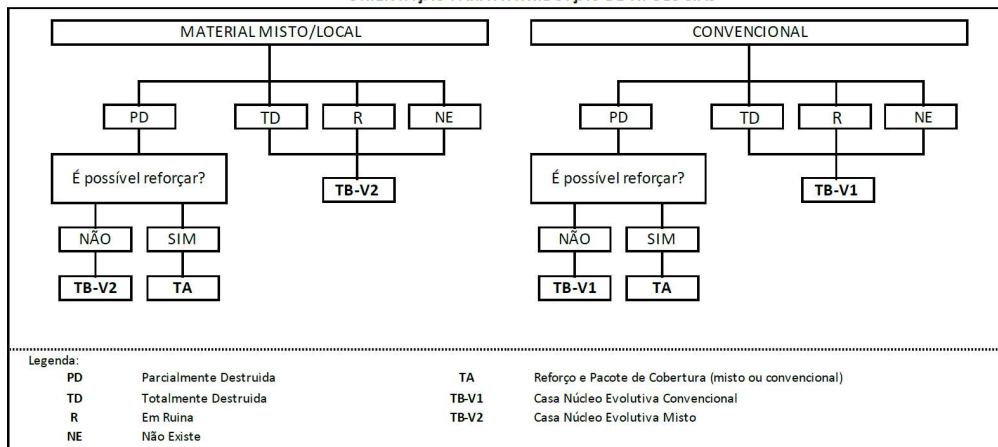 MATERIAL MISTO/LOCAL
CONVENCIONAL
PD
TD
R
NE
PD
TD
R
NE
É possível reforçar?
TB-V2
É possível reforçar?
TB-V1
NÃO
SIM
NÃO
SIM
TB-V2
TA
TB-V1
TA
Legenda:
PD Parcialmente Destruida
TA Reforço e Pacote de Cobertura (misto ou convencional)
TD Totalmente Destruida
TB-V1 Casa Núcleo Evolutiva Convencional
R Em Ruina
TB-V2 Casa Núcleo Evolutiva Misto
NE Não Existe